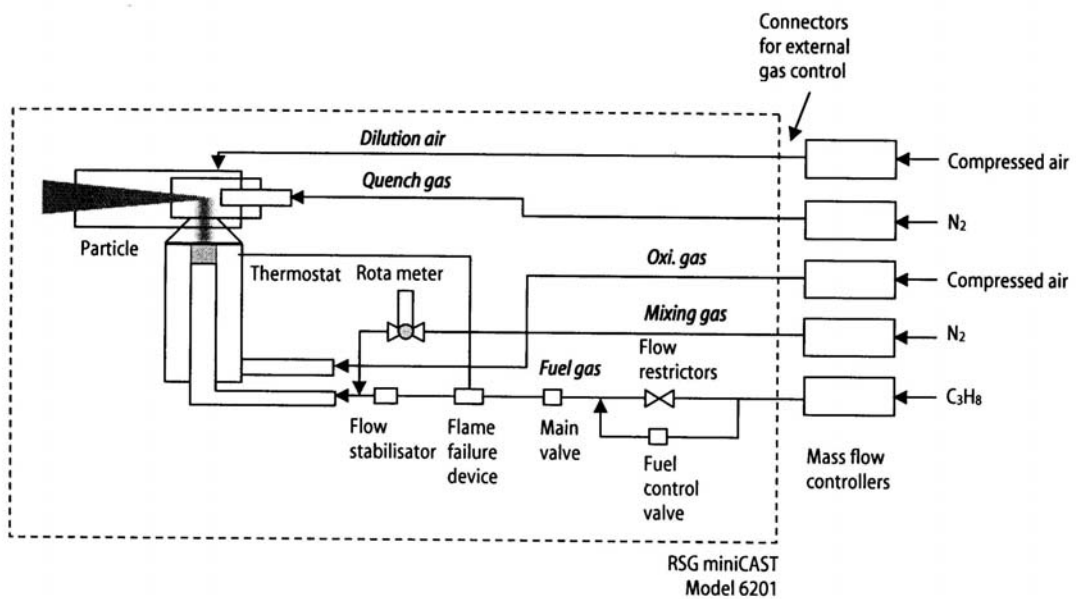 Connectors
for external
gas control
Dilution air
Compressed air
Quench gas
N₂
Particle
Thermostat
Rota meter
Oxi. gas
Compressed air
Mixing gas
N₂
Fuel gas
Flow
restrictors
C₃H₈
Flow
stabilisator
Flame
failure
device
Main
valve
Fuel
control
valve
Mass flow
controllers
RSG miniCAST
Model 6201